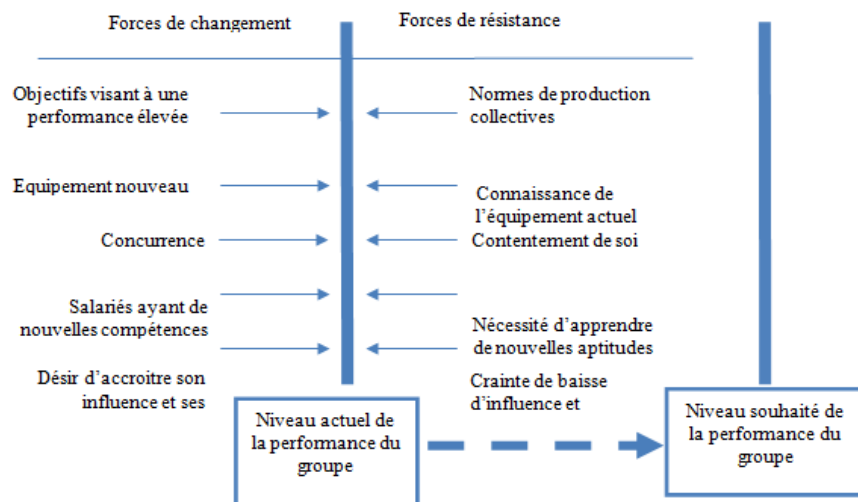 Forces de changement
Forces de résistance
Objectifs visant à une
performance élevée
Normes de production
collectives
Equipement nouveau
Connaissance de
l’équipement actuel
Concurrence
Contentement de soi
Salariés ayant de
nouvelles compétences
Nécessité d’apprendre
de nouvelles aptitudes
Désir d’accroitre son
influence et ses
Crainte de baisse
d’influence et
Niveau actuel de
la performance du
groupe
Niveau souhaité de
la performance du
groupe